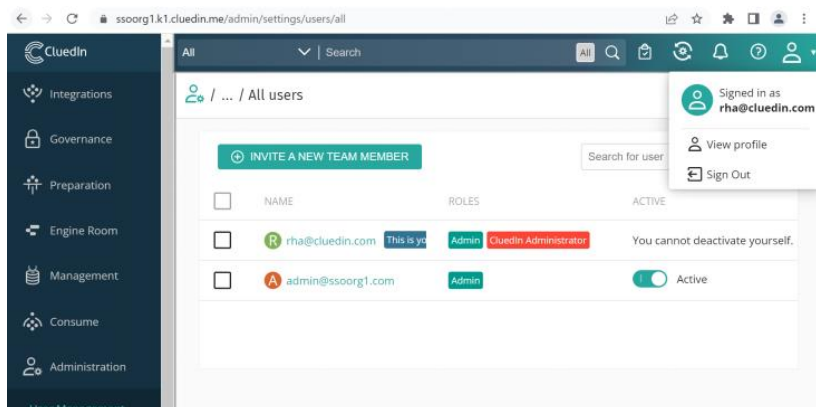 ssoorg1.k1.cluedin.me/admin/settings/users/all
CluedIn
All
Search
All
Integrations
Governance
Preparation
Engine Room
Management
Consume
Administration
/ ... / All users
Signed in as
rha@cluedin.com
View profile
Sign Out
INVITE A NEW TEAM MEMBER
Search for user
NAME ROLES ACTIVE
R rha@cluedin.com This is yo Admin CluedIn Administrator You cannot deactivate yourself.
A admin@ssoorg1.com Admin Active